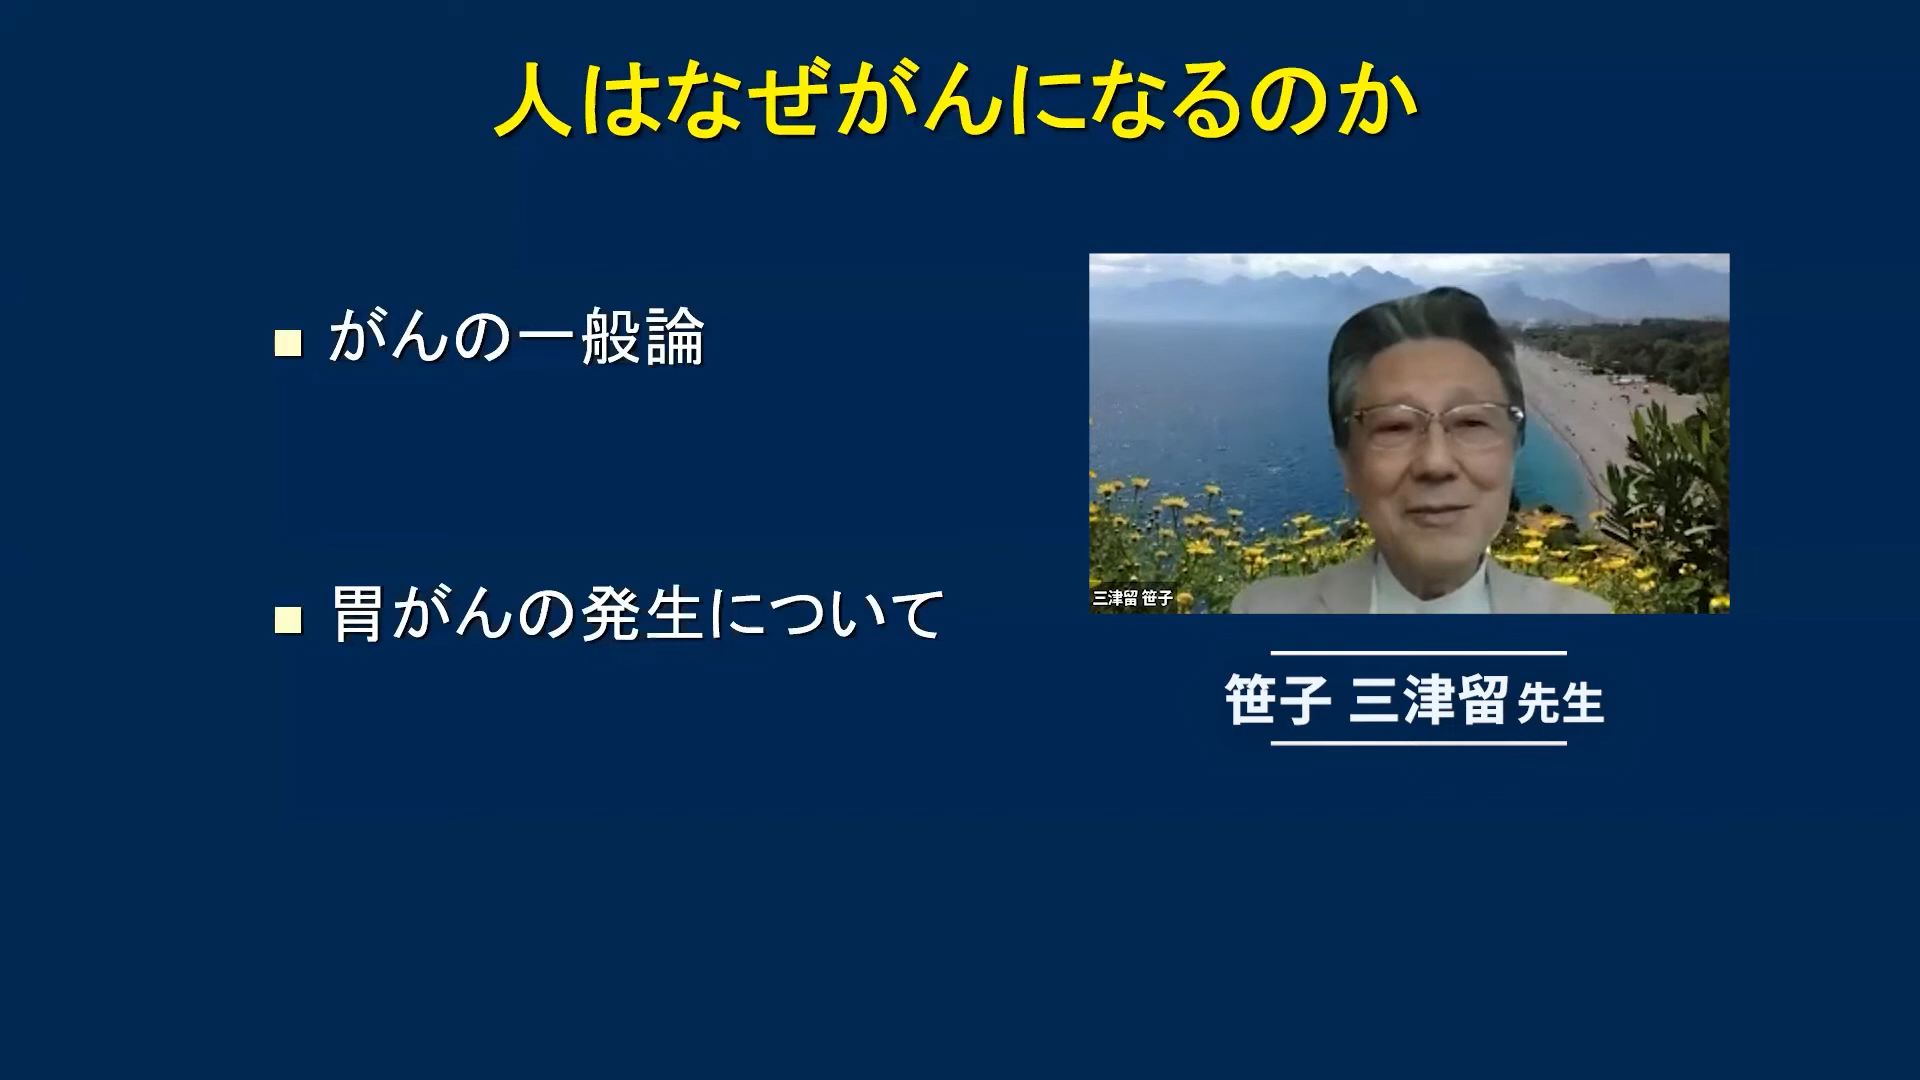 人はなぜがんになるのか
がんの一般論
胃がんの発生について
三津留 笹子
笹子 三津留 先生